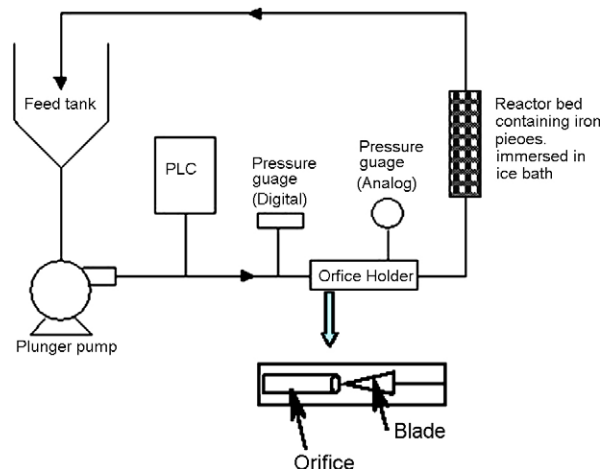 Feed tank
PLC
Pressure
guage
(Digital)
Pressure
guage
(Analog)
Reactor bed
containing iron
pieoes.
immersed in
ice bath
Orfice Holder
Plunger pump
Blade
Orifice